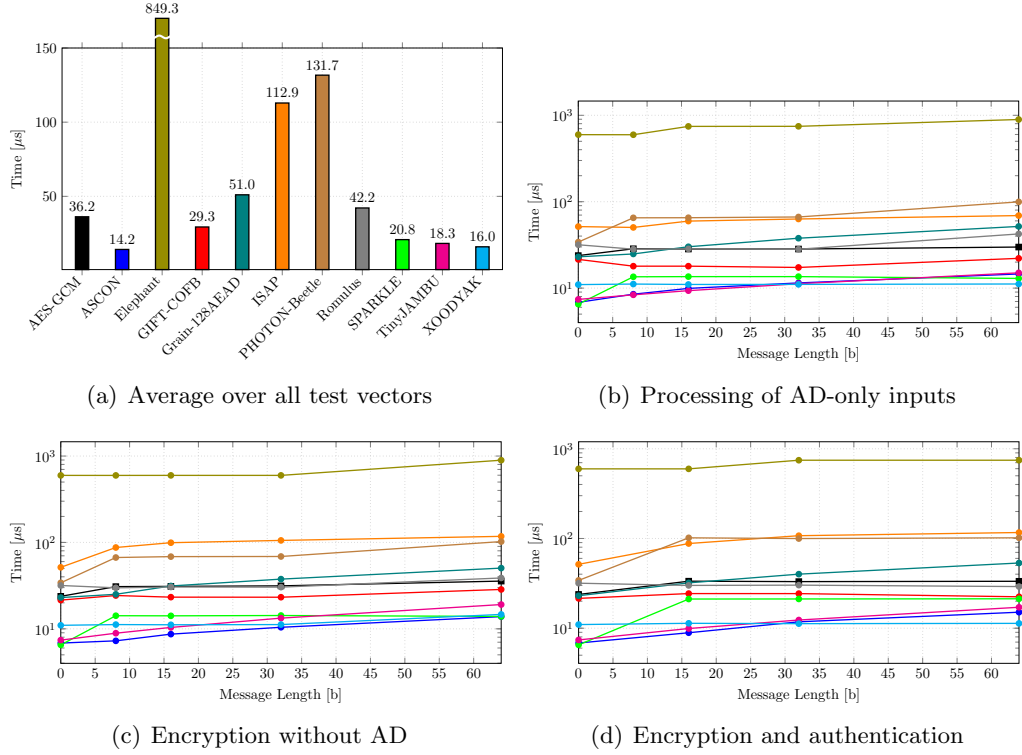 849.3
150
131.7
112.9
100
Time [µs]
51.0
50
42.2
36.2
29.3
20.8
18.3
16.0
14.2
AES-GCM
ASCON
Elephant
GIFT-COFB
Grain-128AEAD
ISAP
PHOTON-Beetle
Romulus
SPARKLE
TinyJAMBU
XOODYAK
(a) Average over all test vectors
10³
10²
10¹
Time [µs]
0 5 10 15 20 25 30 35 40 45 50 55 60
Message Length [b]
(b) Processing of AD-only inputs
10³
10²
10¹
Time [µs]
0 5 10 15 20 25 30 35 40 45 50 55 60
Message Length [b]
(c) Encryption without AD
10³
10²
10¹
Time [µs]
0 5 10 15 20 25 30 35 40 45 50 55 60
Message Length [b]
(d) Encryption and authentication